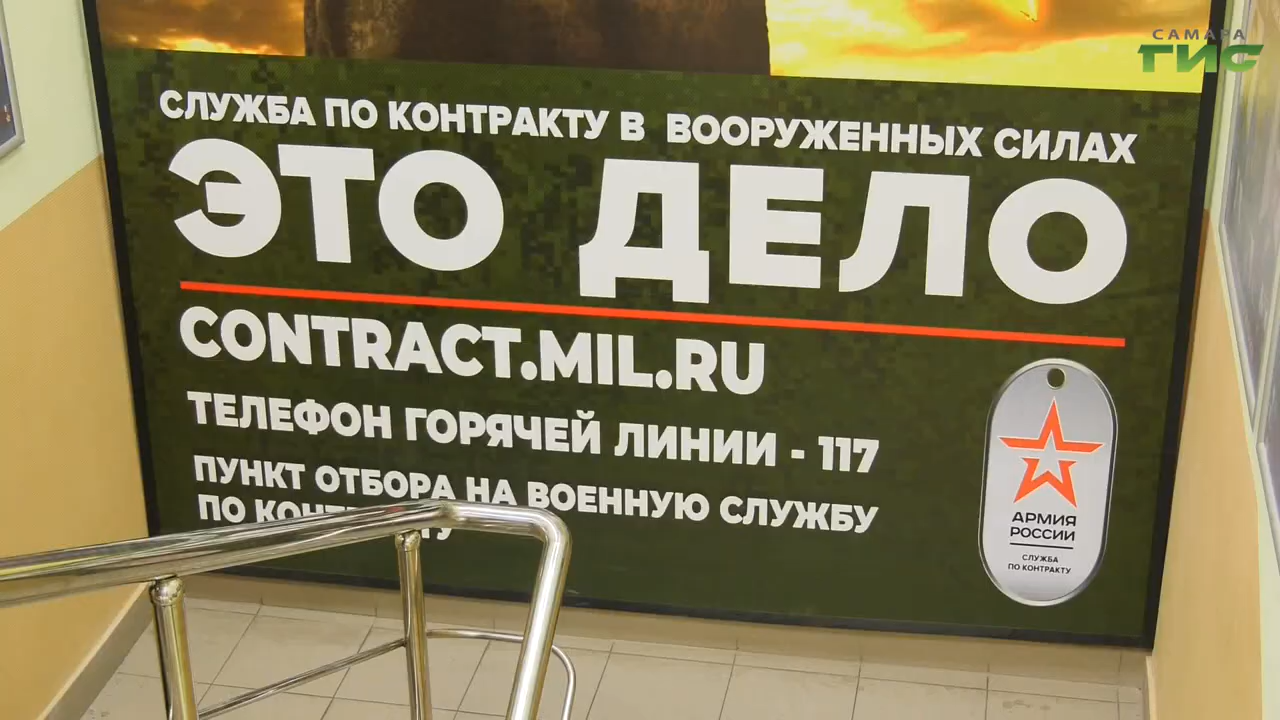 САМАРА
ГИС
СЛУЖБА ПО КОНТРАКТУ В ВООРУЖЕННЫХ СИЛАХ
ЭТО ДЕЛО
CONTRACT.MIL.RU
ТЕЛЕФОН ГОРЯЧЕЙ ЛИНИИ - 117
ПУНКТ ОТБОРА НА ВОЕННУЮ СЛУЖБУ
ПО
АРМИЯ
РОССИИ
СЛУЖБА
ПО КОНТРАКТУ